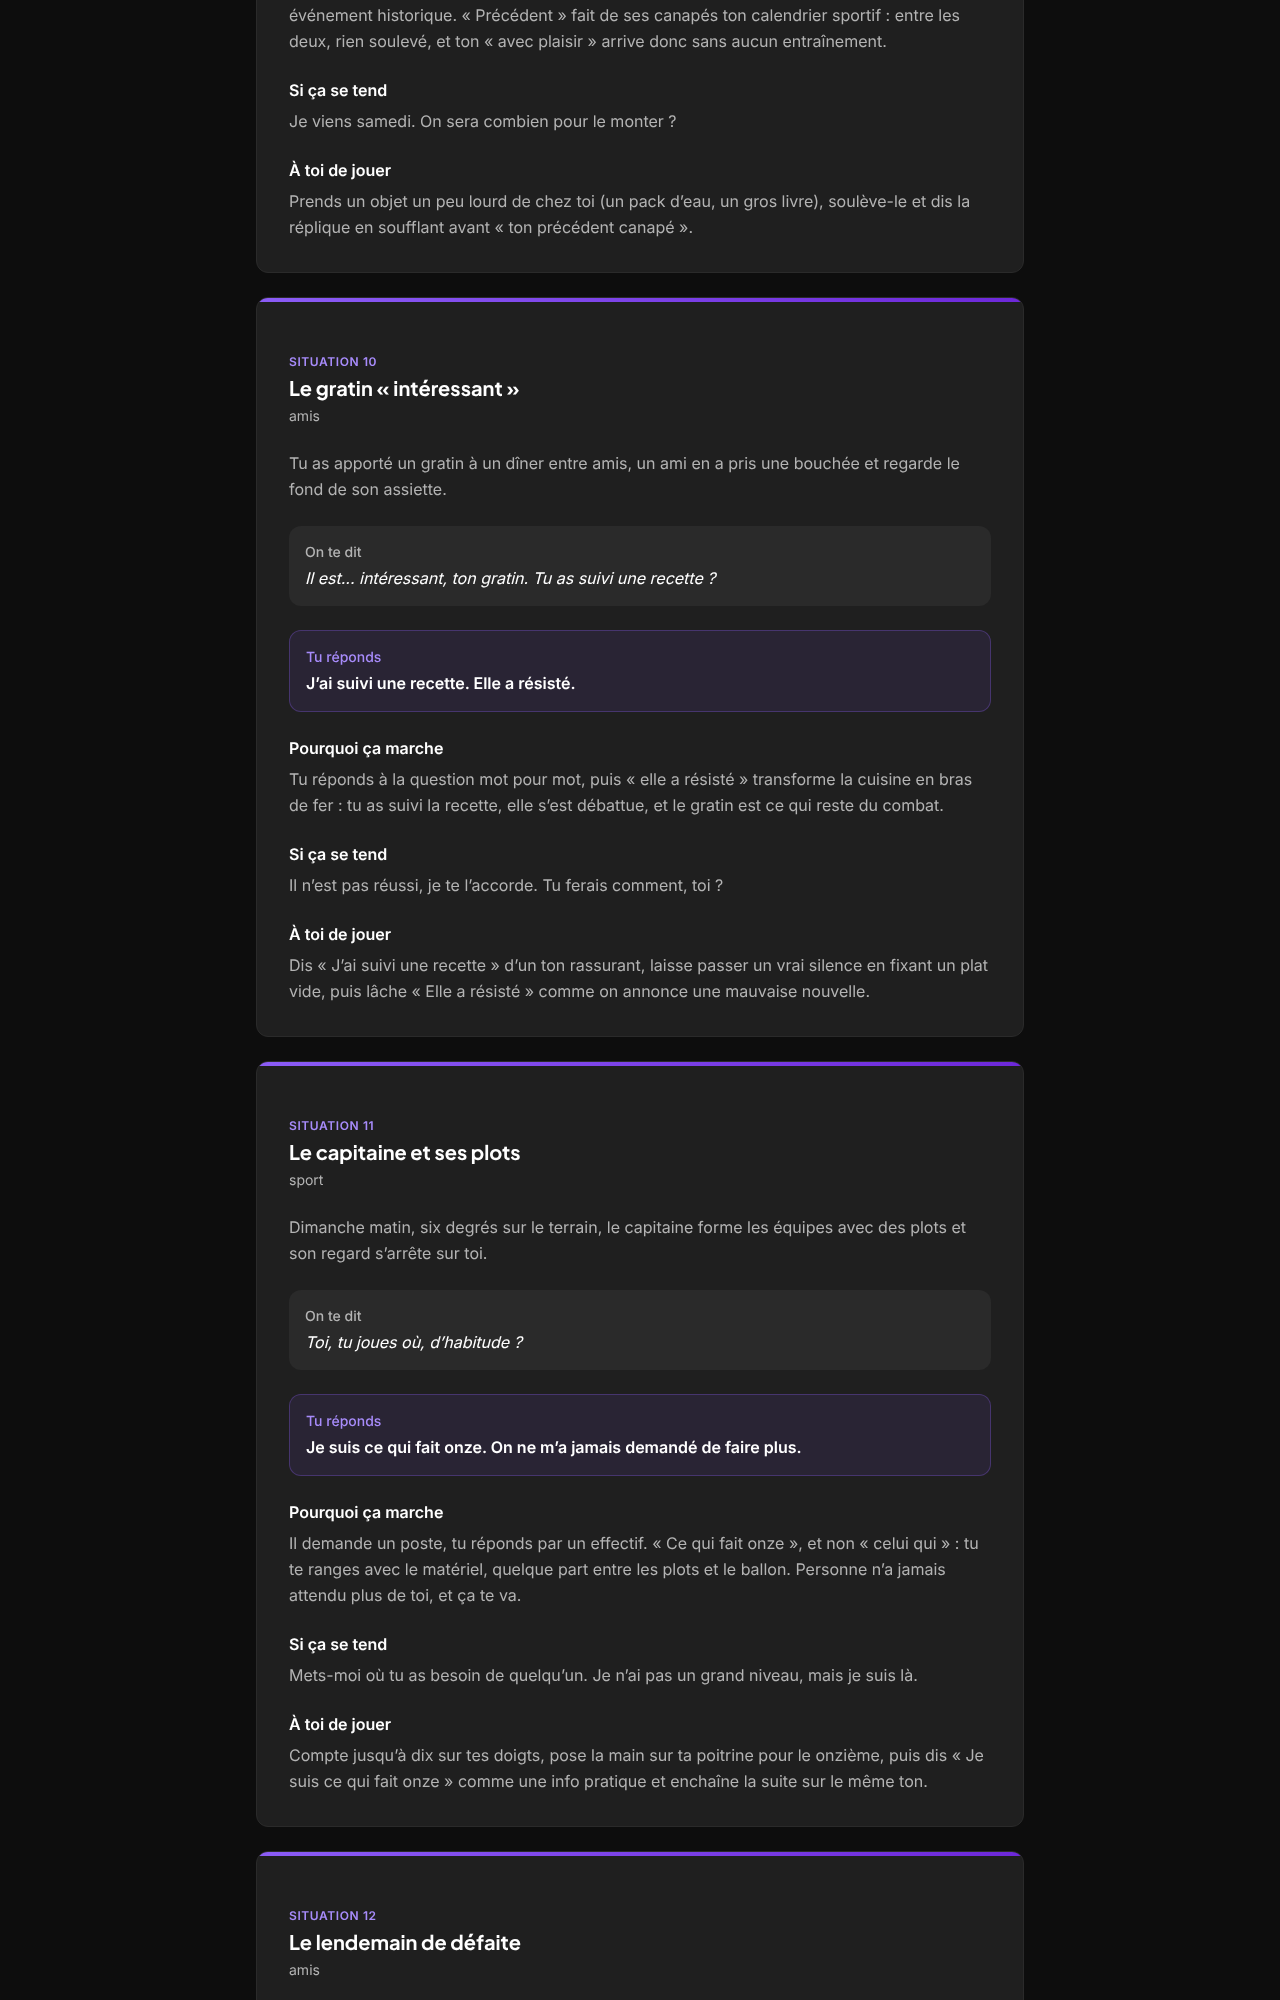 événement historique. « Précédent » fait de ses canapés ton calendrier sportif : entre les
deux, rien soulevé, et ton « avec plaisir » arrive donc sans aucun entraînement.
Si ça se tend
Je viens samedi. On sera combien pour le monter ?
À toi de jouer
Prends un objet un peu lourd de chez toi (un pack d’eau, un gros livre), soulève-le et dis la
réplique en soufflant avant « ton précédent canapé ».
SITUATION 10
Le gratin « intéressant »
amis
Tu as apporté un gratin à un dîner entre amis, un ami en a pris une bouchée et regarde le
fond de son assiette.
On te dit
Il est… intéressant, ton gratin. Tu as suivi une recette ?
Tu réponds
J’ai suivi une recette. Elle a résisté.
Pourquoi ça marche
Tu réponds à la question mot pour mot, puis « elle a résisté » transforme la cuisine en bras
de fer : tu as suivi la recette, elle s’est débattue, et le gratin est ce qui reste du combat.
Si ça se tend
Il n’est pas réussi, je te l’accorde. Tu ferais comment, toi ?
À toi de jouer
Dis « J’ai suivi une recette » d’un ton rassurant, laisse passer un vrai silence en fixant un plat
vide, puis lâche « Elle a résisté » comme on annonce une mauvaise nouvelle.
SITUATION 11
Le capitaine et ses plots
sport
Dimanche matin, six degrés sur le terrain, le capitaine forme les équipes avec des plots et
son regard s’arrête sur toi.
On te dit
Toi, tu joues où, d’habitude ?
Tu réponds
Je suis ce qui fait onze. On ne m’a jamais demandé de faire plus.
Pourquoi ça marche
Il demande un poste, tu réponds par un effectif. « Ce qui fait onze », et non « celui qui » : tu
te ranges avec le matériel, quelque part entre les plots et le ballon. Personne n’a jamais
attendu plus de toi, et ça te va.
Si ça se tend
Mets-moi où tu as besoin de quelqu’un. Je n’ai pas un grand niveau, mais je suis là.
À toi de jouer
Compte jusqu’à dix sur tes doigts, pose la main sur ta poitrine pour le onzième, puis dis « Je
suis ce qui fait onze » comme une info pratique et enchaîne la suite sur le même ton.
SITUATION 12
Le lendemain de défaite
amis